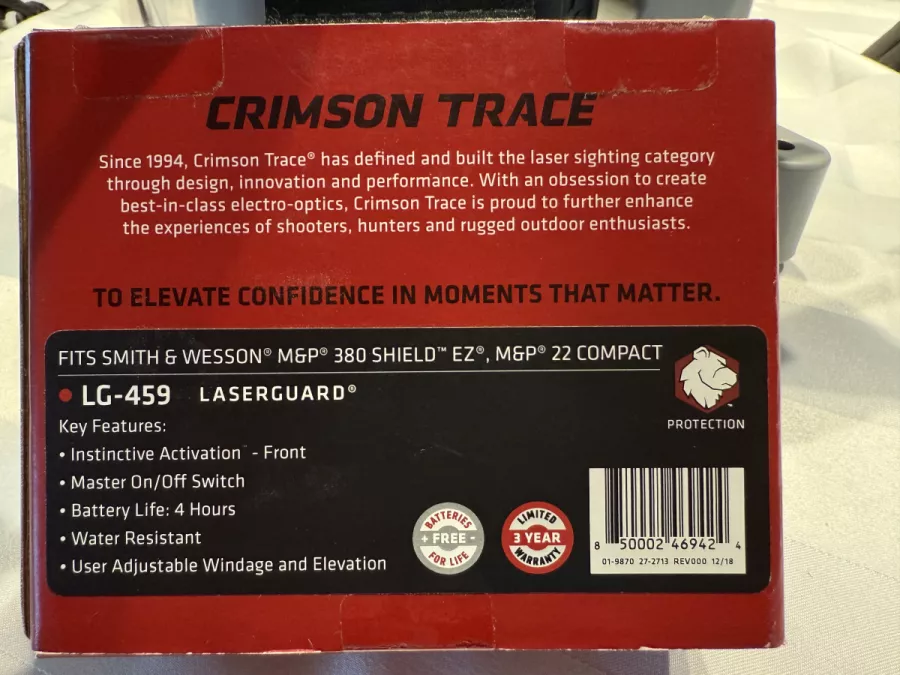 CRIMSON TRACE™
Since 1994, Crimson Trace® has defined and built the laser sighting category
through design, innovation and performance. With an obsession to create
best-in-class electro-optics, Crimson Trace is proud to further enhance
the experiences of shooters, hunters and rugged outdoor enthusiasts.
TO ELEVATE CONFIDENCE IN MOMENTS THAT MATTER.
FITS SMITH & WESSON® M&P® 380 SHIELD™ EZ®, M&P® 22 COMPACT
• LG-459 LASERGUARD®
PROTECTION
Key Features:
• Instinctive Activation™ - Front
• Master On/Off Switch
• Battery Life: 4 Hours
• Water Resistant
• User Adjustable Windage and Elevation
BATTERIES
+ FREE -
FOR LIFE
LIMITED
3 YEAR
WARRANTY
8 50002 46942 4
01-9870 27-2713 REV000 12/18